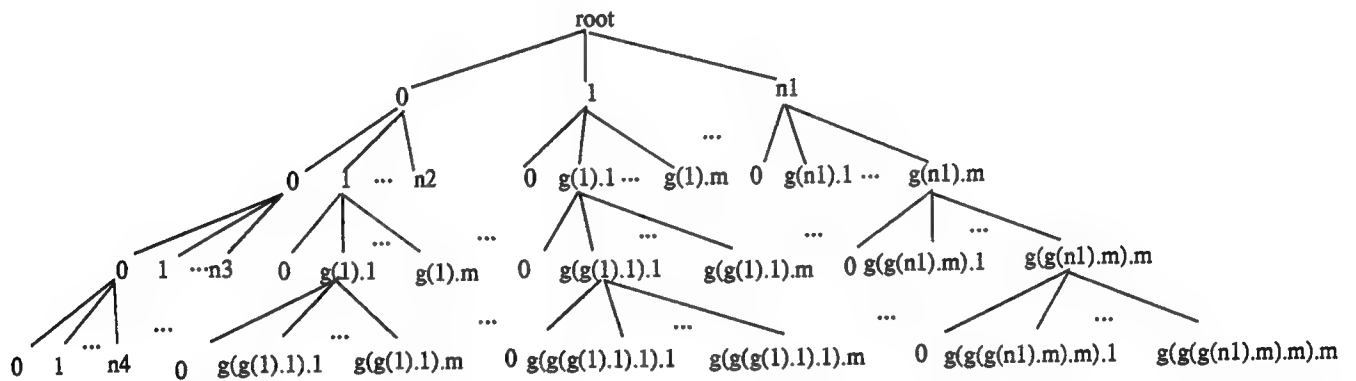 root
0 1 n1
...
0 1 ... n2 0 g(1).1 ... g(1).m 0 g(n1).1 ... g(n1).m
... ... ... ... ...
0 1 ...n3 0 g(1).1 g(1).m 0 g(g(1).1).1 g(g(1).1).m 0 g(g(n1).m).1 g(g(n1).m).m
... ... ... ... ... ... ...
0 1 n4 0 g(g(1).1).1 g(g(1).1).m 0 g(g(g(1).1).1).1 g(g(g(1).1).1).m 0 g(g(g(n1).m).m).1 g(g(g(n1).m).m).m